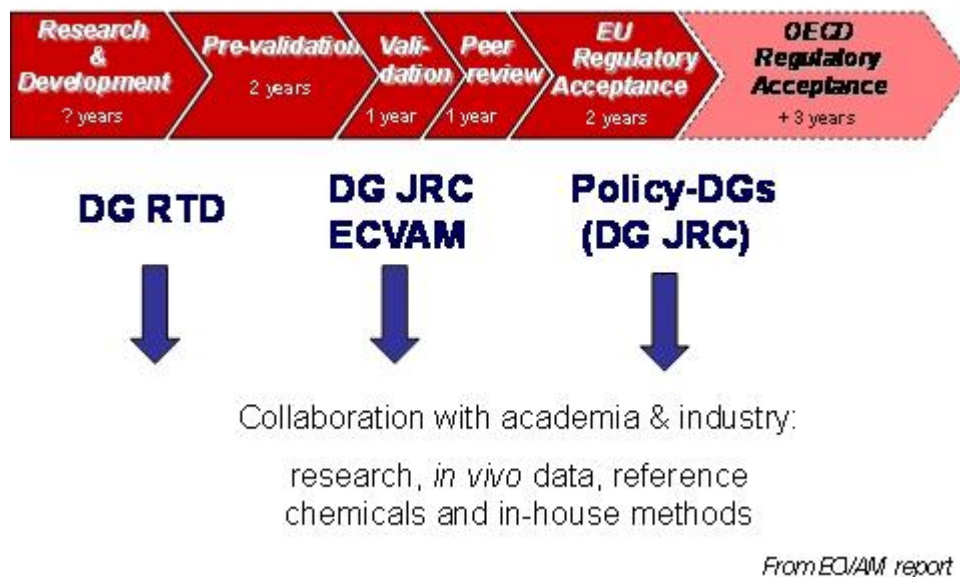 Research
&
Development
? years
Pre-validation
2 years
Vali-
dation
1 year
Peer
review
1 year
EU
Regulatory
Acceptance
2 years
OECD
Regulatory
Acceptance
+ 3 years
DG RTD
DG JRC
ECVAM
Policy-DGs
(DG JRC)
Collaboration with academia & industry:
research, in vivo data, reference
chemicals and in-house methods
From ECVAM report